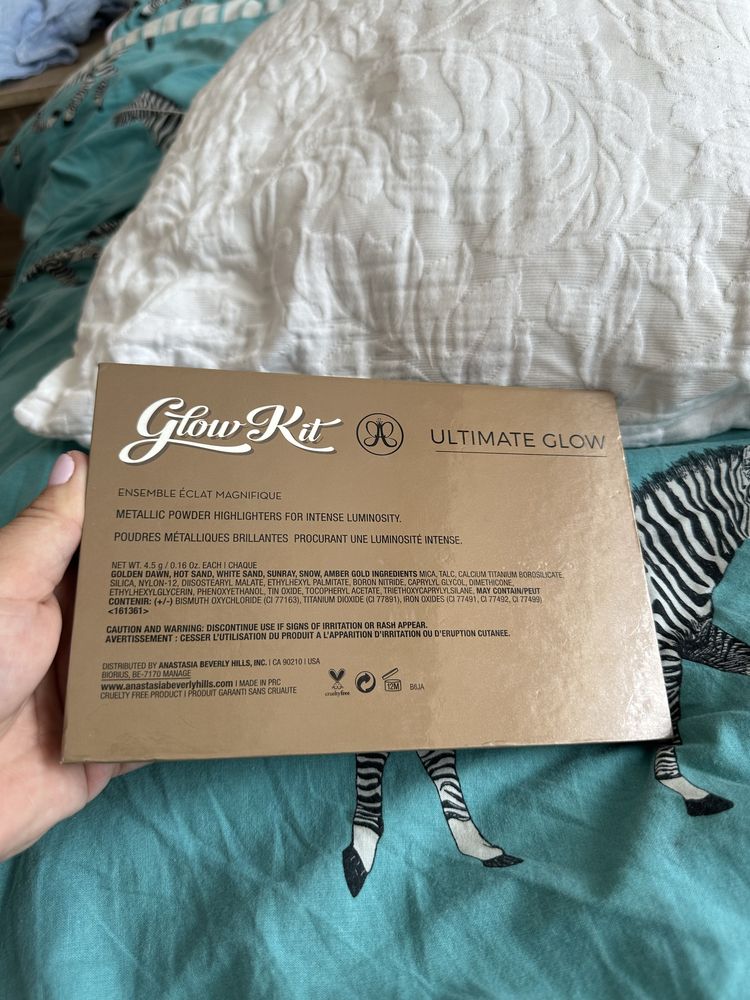 Glow Kit
ULTIMATE GLOW
ENSEMBLE ÉCLAT MAGNIFIQUE
METALLIC POWDER HIGHLIGHTERS FOR INTENSE LUMINOSITY.
POUDRES MÉTALLIQUES BRILLANTES PROCURANT UNE LUMINOSITÉ INTENSE.
NET WT. 4.5 g / 0.16 Oz. EACH I CHAQUE
GOLDEN DAWN, HOT SAND, WHITE SAND, SUNRAY, SNOW, AMBER GOLD INGREDIENTS MICA, TALC, CALCIUM TITANIUM BOROSILICATE,
SILICA, NYLON-12, DIISOSTEARYL MALATE, ETHYLHEXYL PALMITATE, BORON NITRIDE, CAPRYLYL GLYCOL, DIMETHICONE,
ETHYLHEXYLGLYCERIN, PHENOXYETHANOL, TIN OXIDE, TOCOPHERYL ACETATE, TRIETHOXYCAPRYLYLSILANE. MAY CONTAIN/PEUT
CONTENIR: (+/-) BISMUTH OXYCHLORIDE (CI 77163), TITANIUM DIOXIDE (CI 77891), IRON OXIDES (CI 77491, CI 77492, CI 77499)
<161361>
CAUTION AND WARNING: DISCONTINUE USE IF SIGNS OF IRRITATION OR RASH APPEAR.
AVERTISSEMENT : CESSER L'UTILISATION DU PRODUIT A L'APPARITION D'IRRITATION OU D'ERUPTION CUTANEE.
DISTRIBUTED BY ANASTASIA BEVERLY HILLS, INC. I CA 90210 I USA
BIORIUS, BE-7170 MANAGE
www.anastasiabeverlyhills.com I MADE IN PRC
CRUELTY FREE PRODUCT I PRODUIT GARANTI SANS CRUAUTE
crueltyfree
12M
B6JA